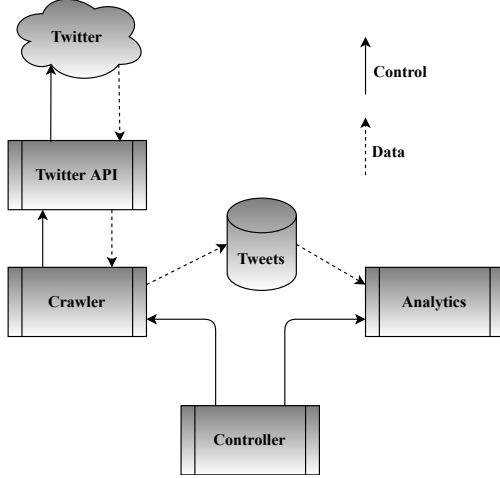 Twitter
Control
Data
Twitter API
Tweets
Crawler
Analytics
Controller